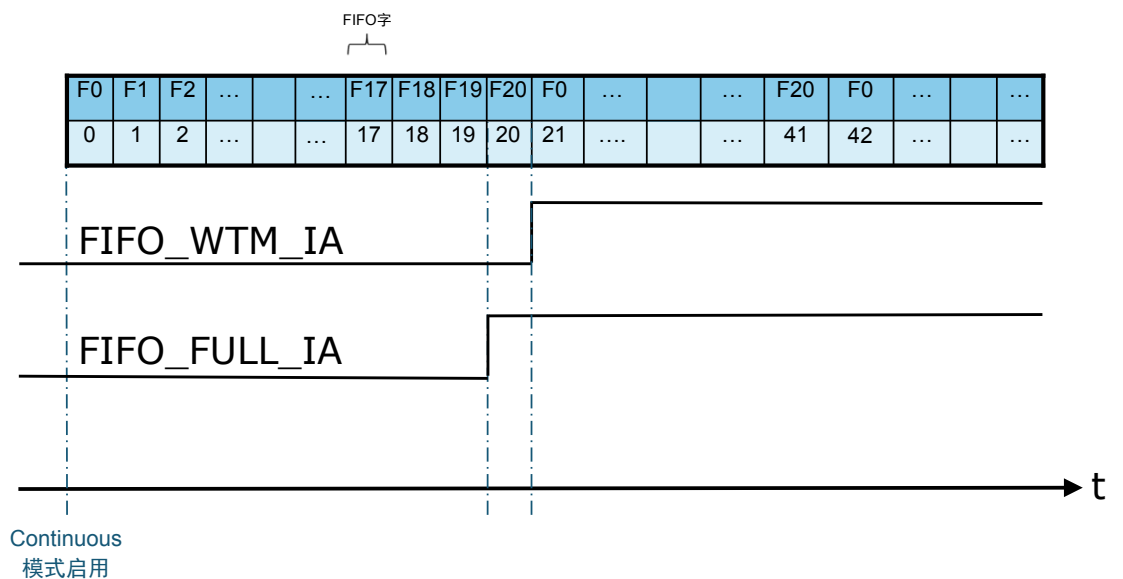 FIFO字
F0 F1 F2 … … F17 F18 F19 F20 F0 … … F20 F0 … …
0 1 2 … … 17 18 19 20 21 …. … 41 42 … …
FIFO_WTM_IA
FIFO_FULL_IA
t
Continuous
模式启用